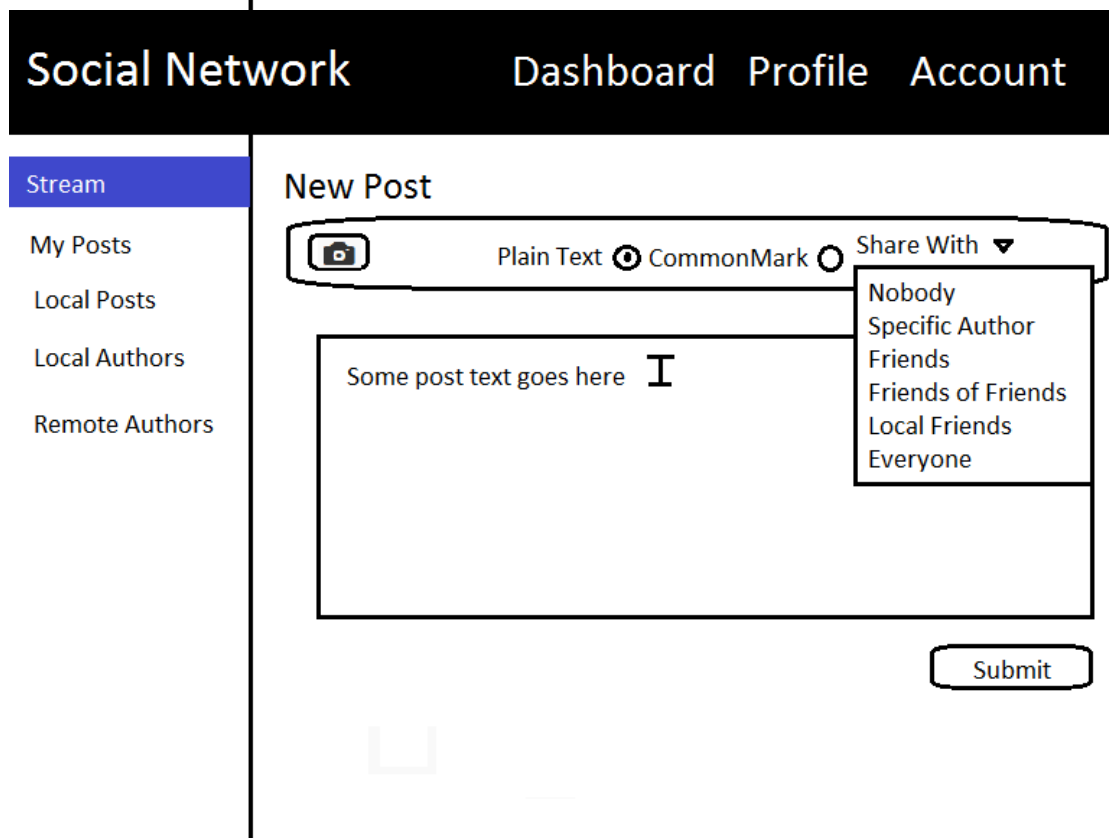 Social Network Dashboard Profile Account
Stream
My Posts
Local Posts
Local Authors
Remote Authors
New Post
Plain Text CommonMark Share With
Nobody
Specific Author
Friends
Friends of Friends
Local Friends
Everyone
Some post text goes here
Submit